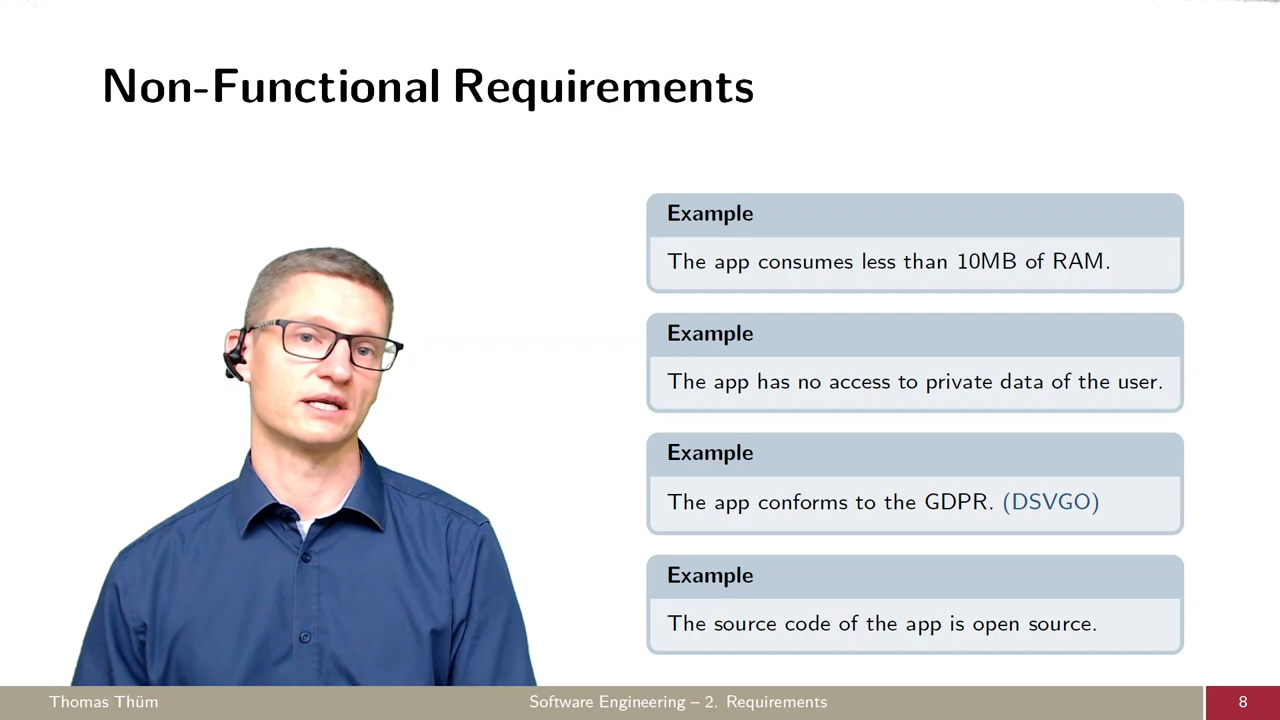 Non-Functional Requirements
Example
The app consumes less than 10MB of RAM.
Example
The app has no access to private data of the user.
Example
The app conforms to the GDPR. (DSVGO)
Example
The source code of the app is open source.
Thomas Thüm
Software Engineering – 2. Requirements
8